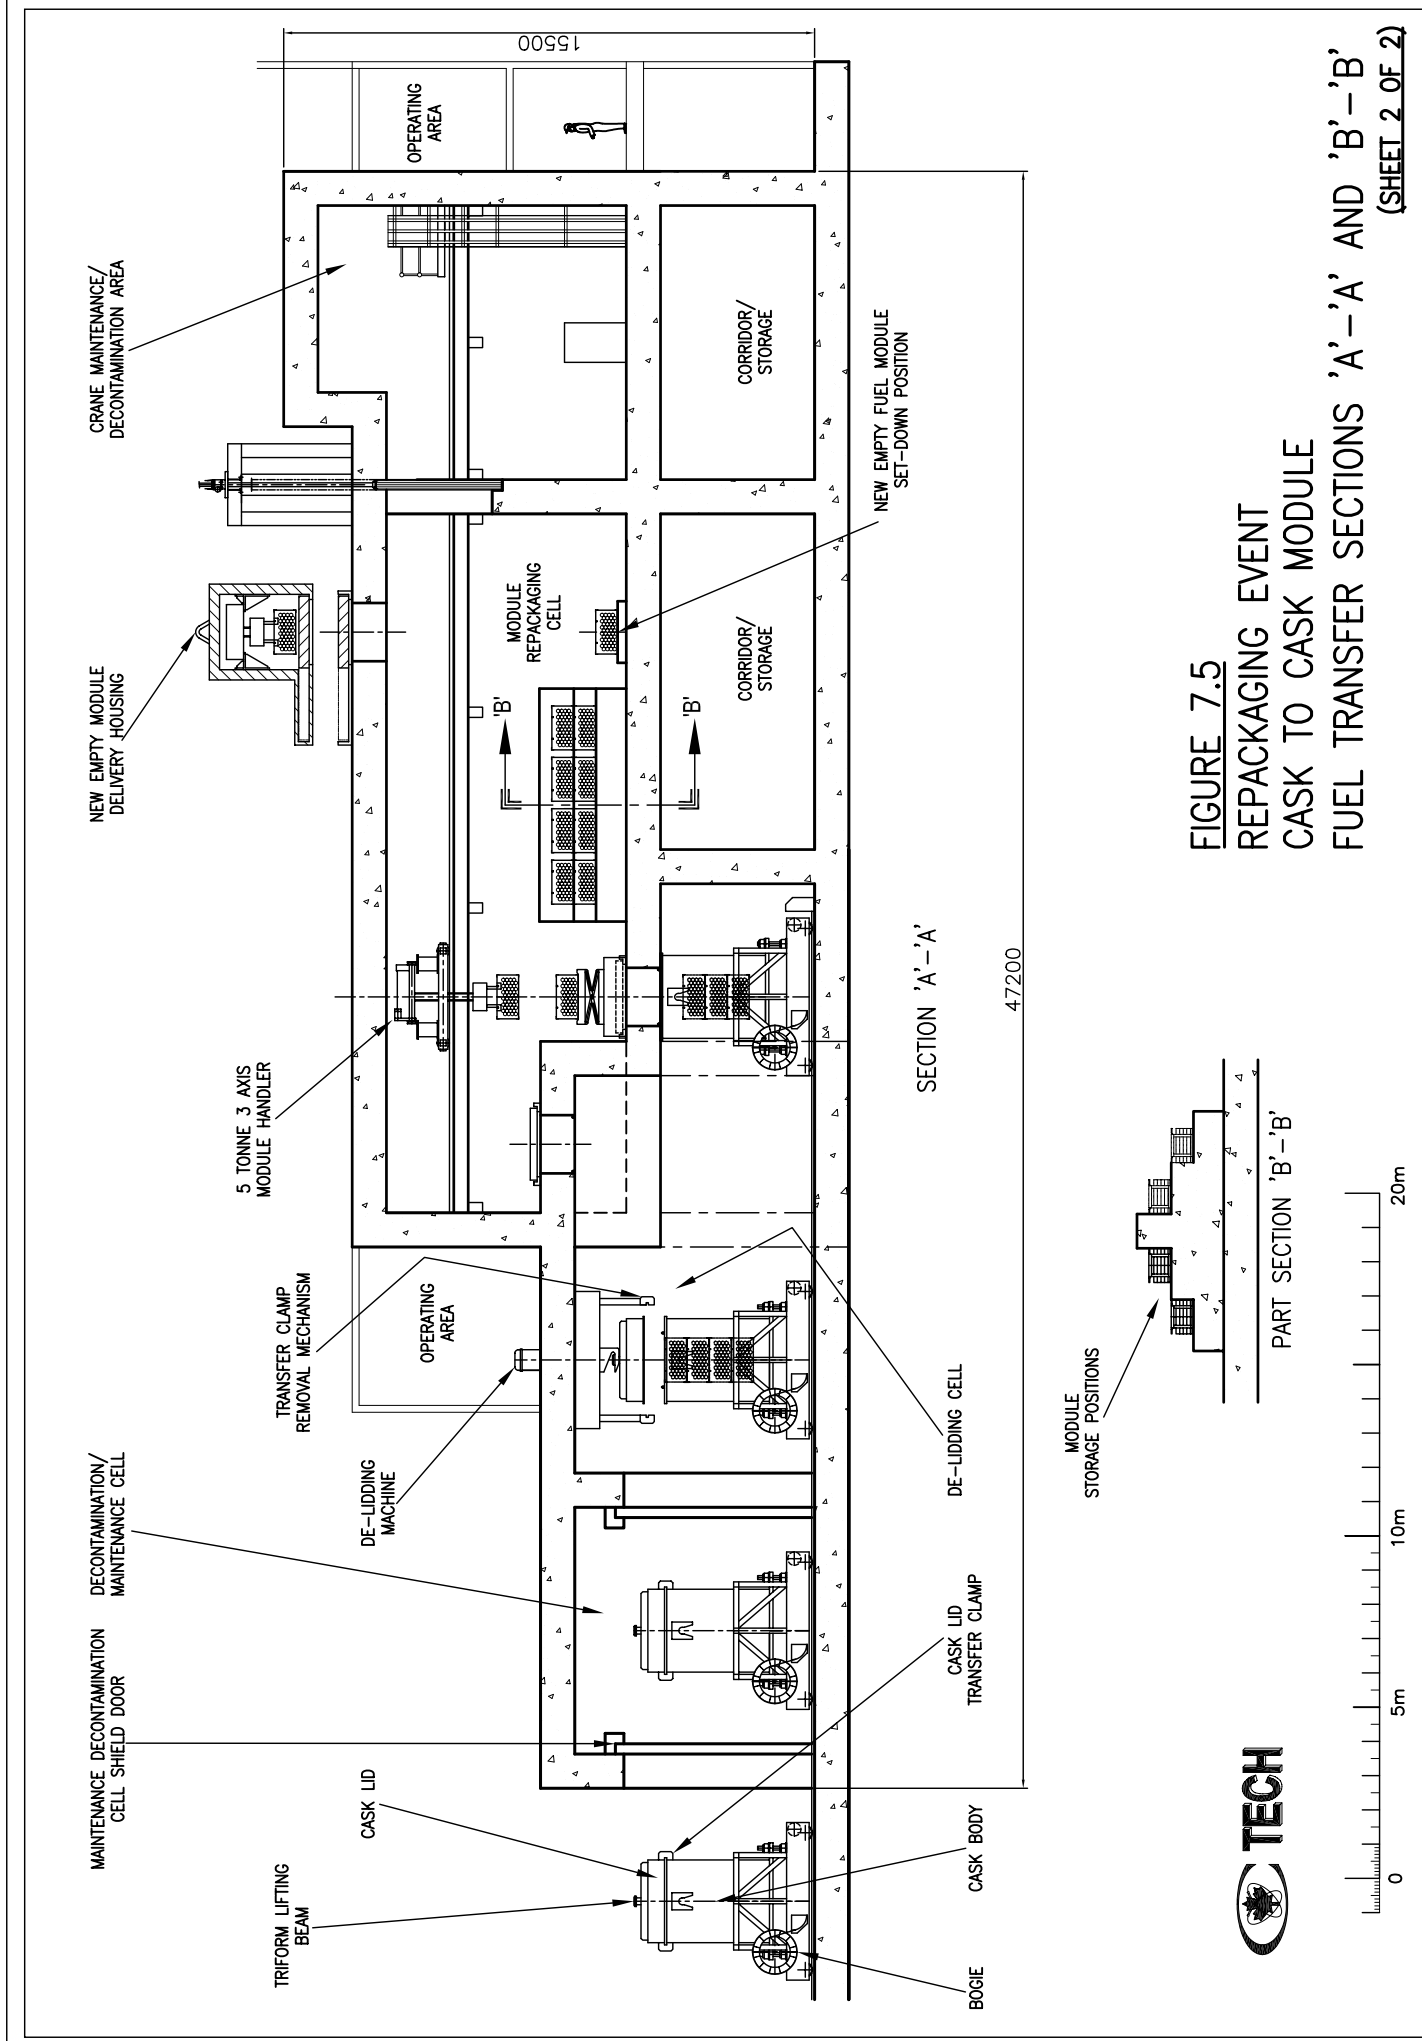 MAINTENANCE DECONTAMINATION
CELL SHIELD DOOR
DECONTAMINATION/
MAINTENANCE CELL
NEW EMPTY MODULE
DELIVERY HOUSING
CRANE MAINTENANCE/
DECONTAMINATION AREA
5 TONNE 3 AXIS
MODULE HANDLER
TRIFORM LIFTING
BEAM
CASK LID
DE-LIDDING
MACHINE
TRANSFER CLAMP
REMOVAL MECHANISM
OPERATING
AREA
OPERATING
AREA
15500
MODULE
REPACKAGING
CELL
'B'
'B'
CORRIDOR/
STORAGE
CORRIDOR/
STORAGE
NEW EMPTY FUEL MODULE
SET-DOWN POSITION
BOGIE
CASK BODY
CASK LID
TRANSFER CLAMP
DE-LIDDING CELL
SECTION 'A'-'A'
47200
MODULE
STORAGE POSITIONS
PART SECTION 'B'-'B'
FIGURE 7.5
REPACKAGING EVENT
CASK TO CASK MODULE
FUEL TRANSFER SECTIONS 'A'-'A' AND 'B'-'B'
(SHEET 2 OF 2)
C TECH
0 5m 10m 20m